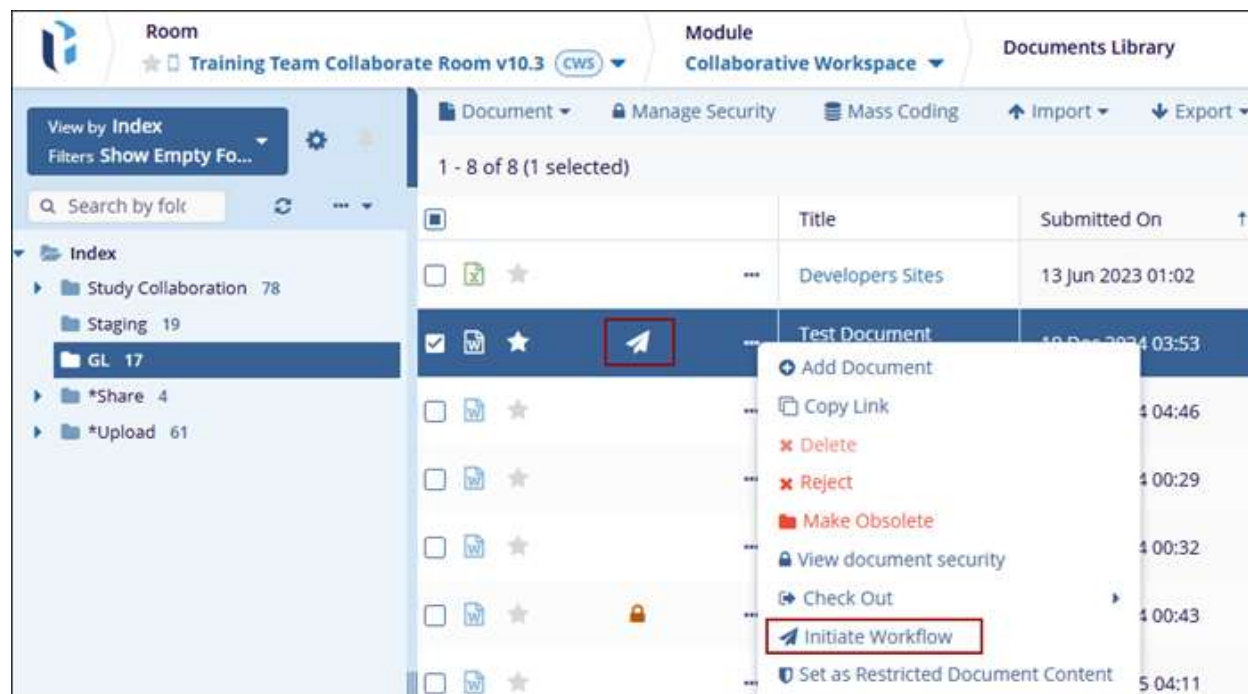 Room
Training Team Collaborate Room v10.3 CWS
Module
Collaborative Workspace
Documents Library
View by Index
Filters Show Empty Fo...
Document
Manage Security
Mass Coding
Import
Export
1 - 8 of 8 (1 selected)
Search by folc
Title
Submitted On
Index
Study Collaboration 78
Staging 19
GL 17
*Share 4
*Upload 61
Developers Sites
13 Jun 2023 01:02
Test Document
03:53
Add Document
Copy Link
04:46
Delete
Reject
00:29
Make Obsolete
View document security
00:32
Check Out
00:43
Initiate Workflow
Set as Restricted Document Content
04:11